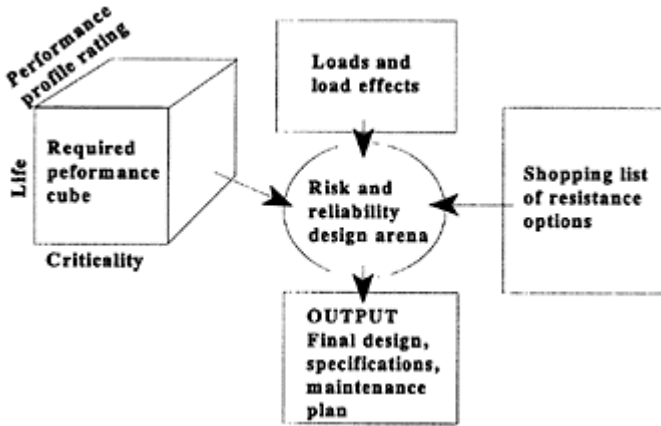 Performance
profile rating
Life
Required
peformance
cube
Criticality
Loads and
load effects
Risk and
reliability
design arena
Shopping list
of resistance
options
OUTPUT
Final design,
specifications,
maintenance
plan